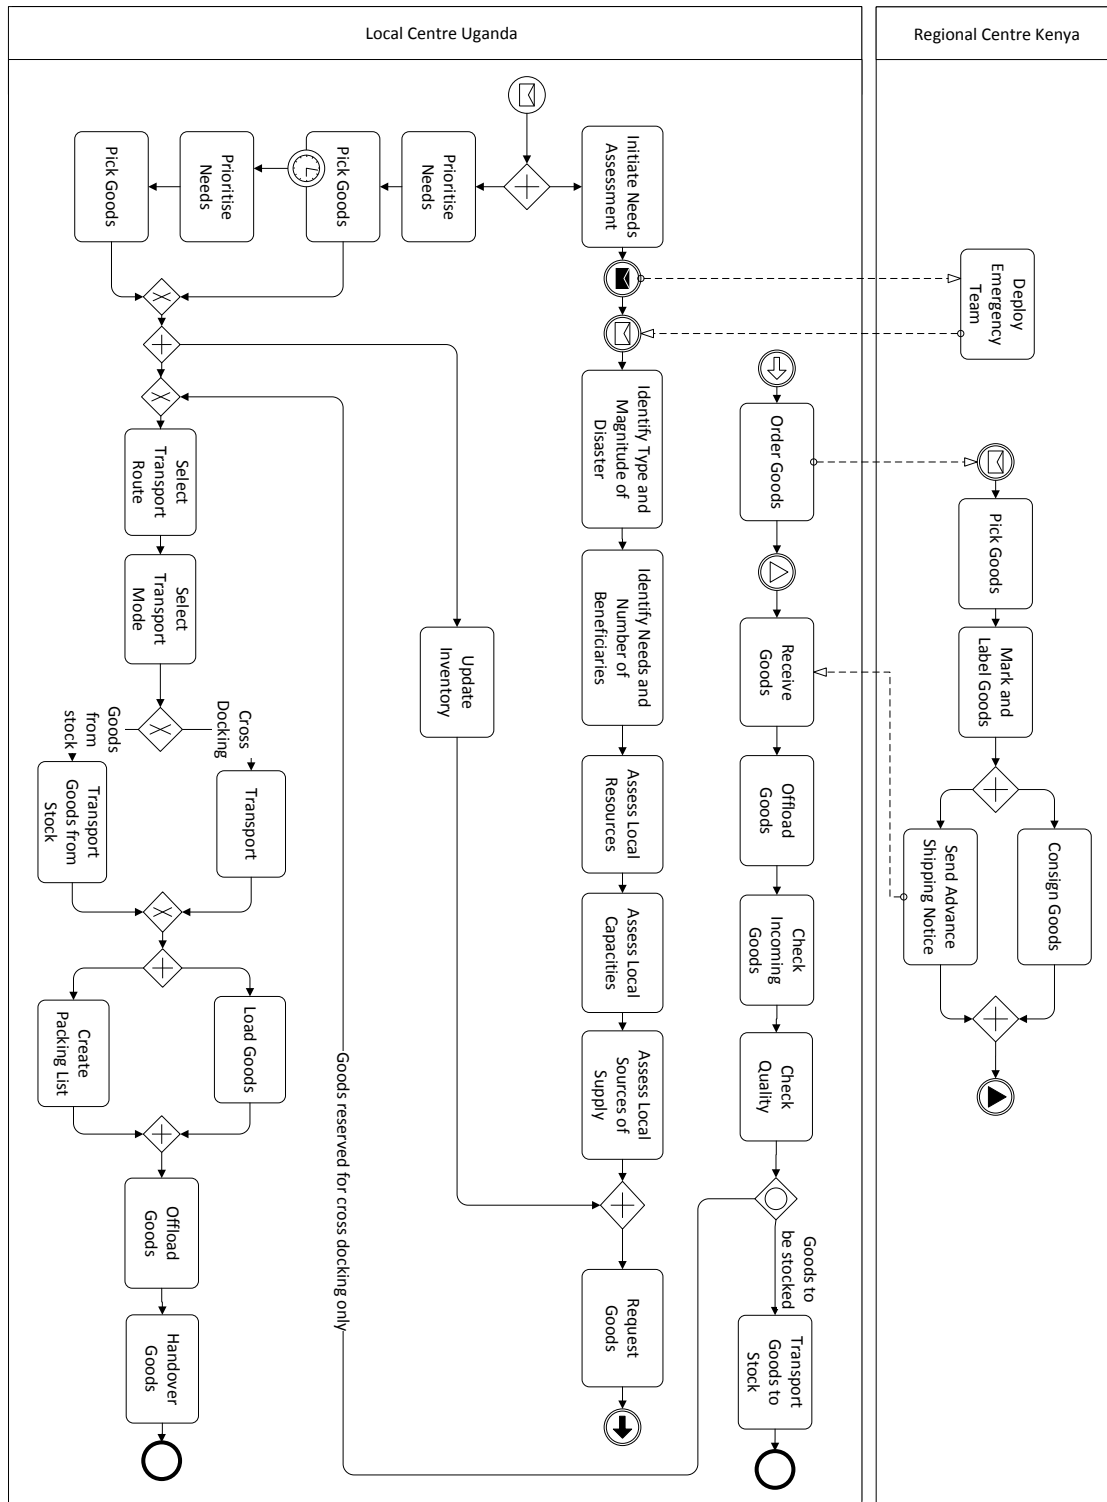 Local Centre Uganda
Regional Centre Kenya
Initiate Needs
Assessment
Prioritise
Needs
Pick Goods
Prioritise
Needs
Pick Goods
Deploy
Emergency
Team
Identify Type and
Magnitude of
Disaster
Order Goods
Pick Goods
Select
Transport
Route
Select
Transport
Mode
Identify Needs and
Number of
Beneficiaries
Update
Inventory
Receive
Goods
Mark and
Label Goods
Cross
Docking
Goods
from
stock
Transport
Transport
Goods from
Stock
Assess Local
Resources
Offload
Goods
Consign Goods
Send Advance
Shipping Notice
Assess Local
Capacities
Check
Incoming
Goods
Load Goods
Create
Packing List
Assess Local
Sources of
Supply
Check
Quality
Goods reserved for cross docking only
Goods to
be stocked
Offload
Goods
Handover
Goods
Request
Goods
Transport
Goods to
Stock